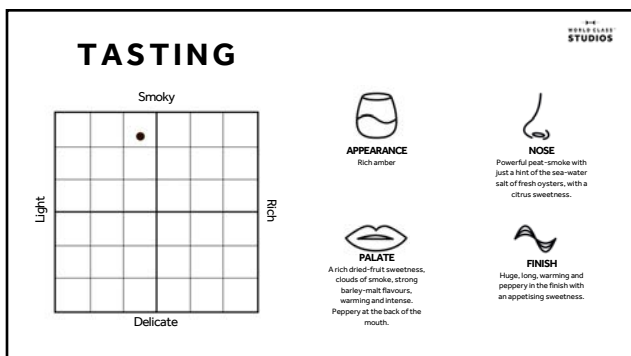 WORLD CLASS
STUDIOS
TASTING
Smoky
Light
Rich
Delicate
APPEARANCE
Rich amber
NOSE
Powerful peat-smoke with
just a hint of the sea-water
salt of fresh oysters, with a
citrus sweetness.
PALATE
A rich dried-fruit sweetness,
clouds of smoke, strong
barley-malt flavours,
warming and intense.
Peppery at the back of the
mouth.
FINISH
Huge, long, warming and
peppery in the finish with
an appetising sweetness.